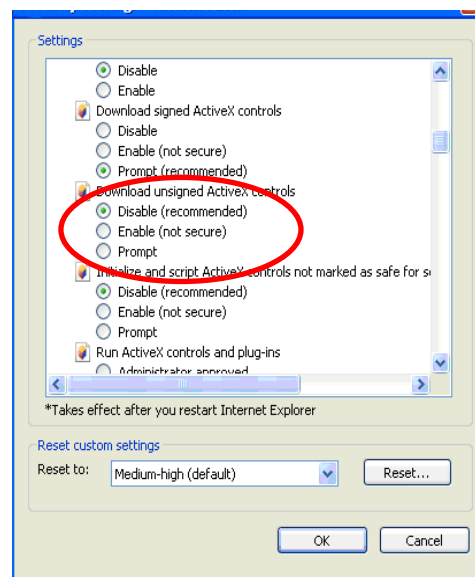 Settings
Disable
Enable
Download signed ActiveX controls
Disable
Enable (not secure)
Prompt (recommended)
Download unsigned ActiveX controls
Disable (recommended)
Enable (not secure)
Prompt
Initialize and script ActiveX controls not marked as safe for s
Disable (recommended)
Enable (not secure)
Prompt
Run ActiveX controls and plug-ins
Administrator approved
*Takes effect after you restart Internet Explorer
Reset custom settings
Reset to:
Medium-high (default)
Reset...
OK
Cancel